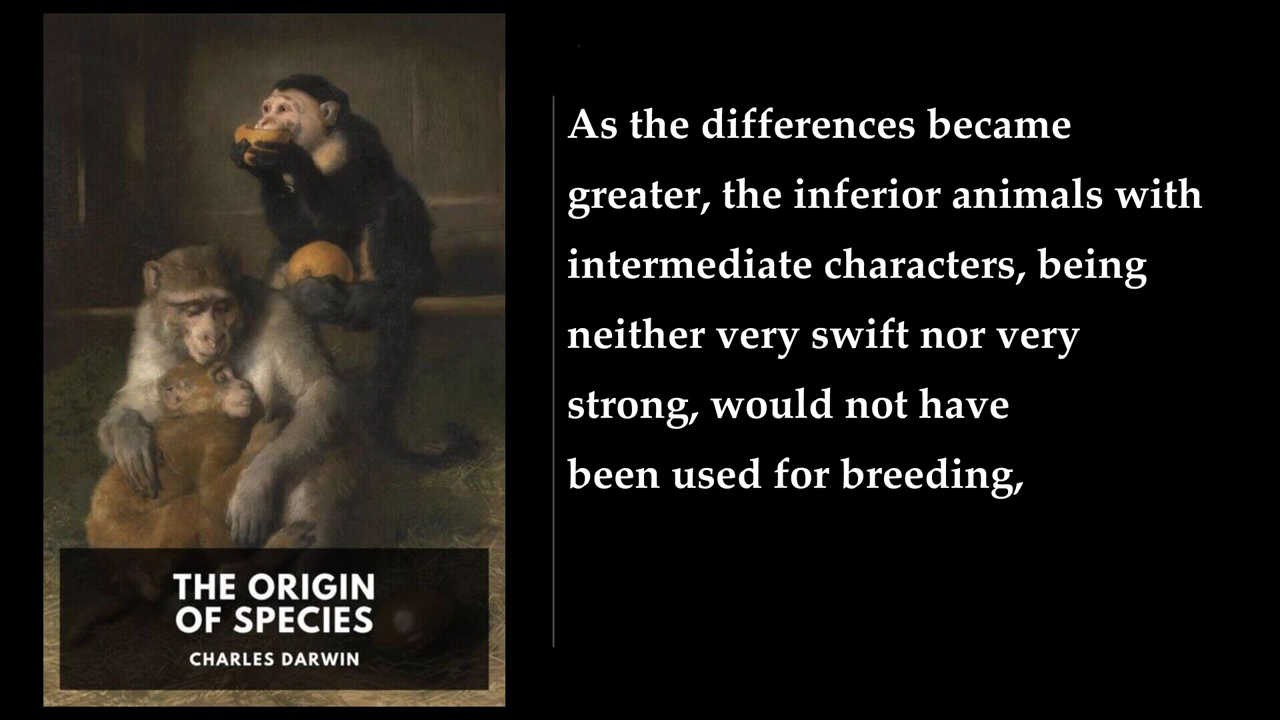 As the differences became
greater, the inferior animals with
intermediate characters, being
neither very swift nor very
strong, would not have
been used for breeding,
THE ORIGIN
OF SPECIES
CHARLES DARWIN